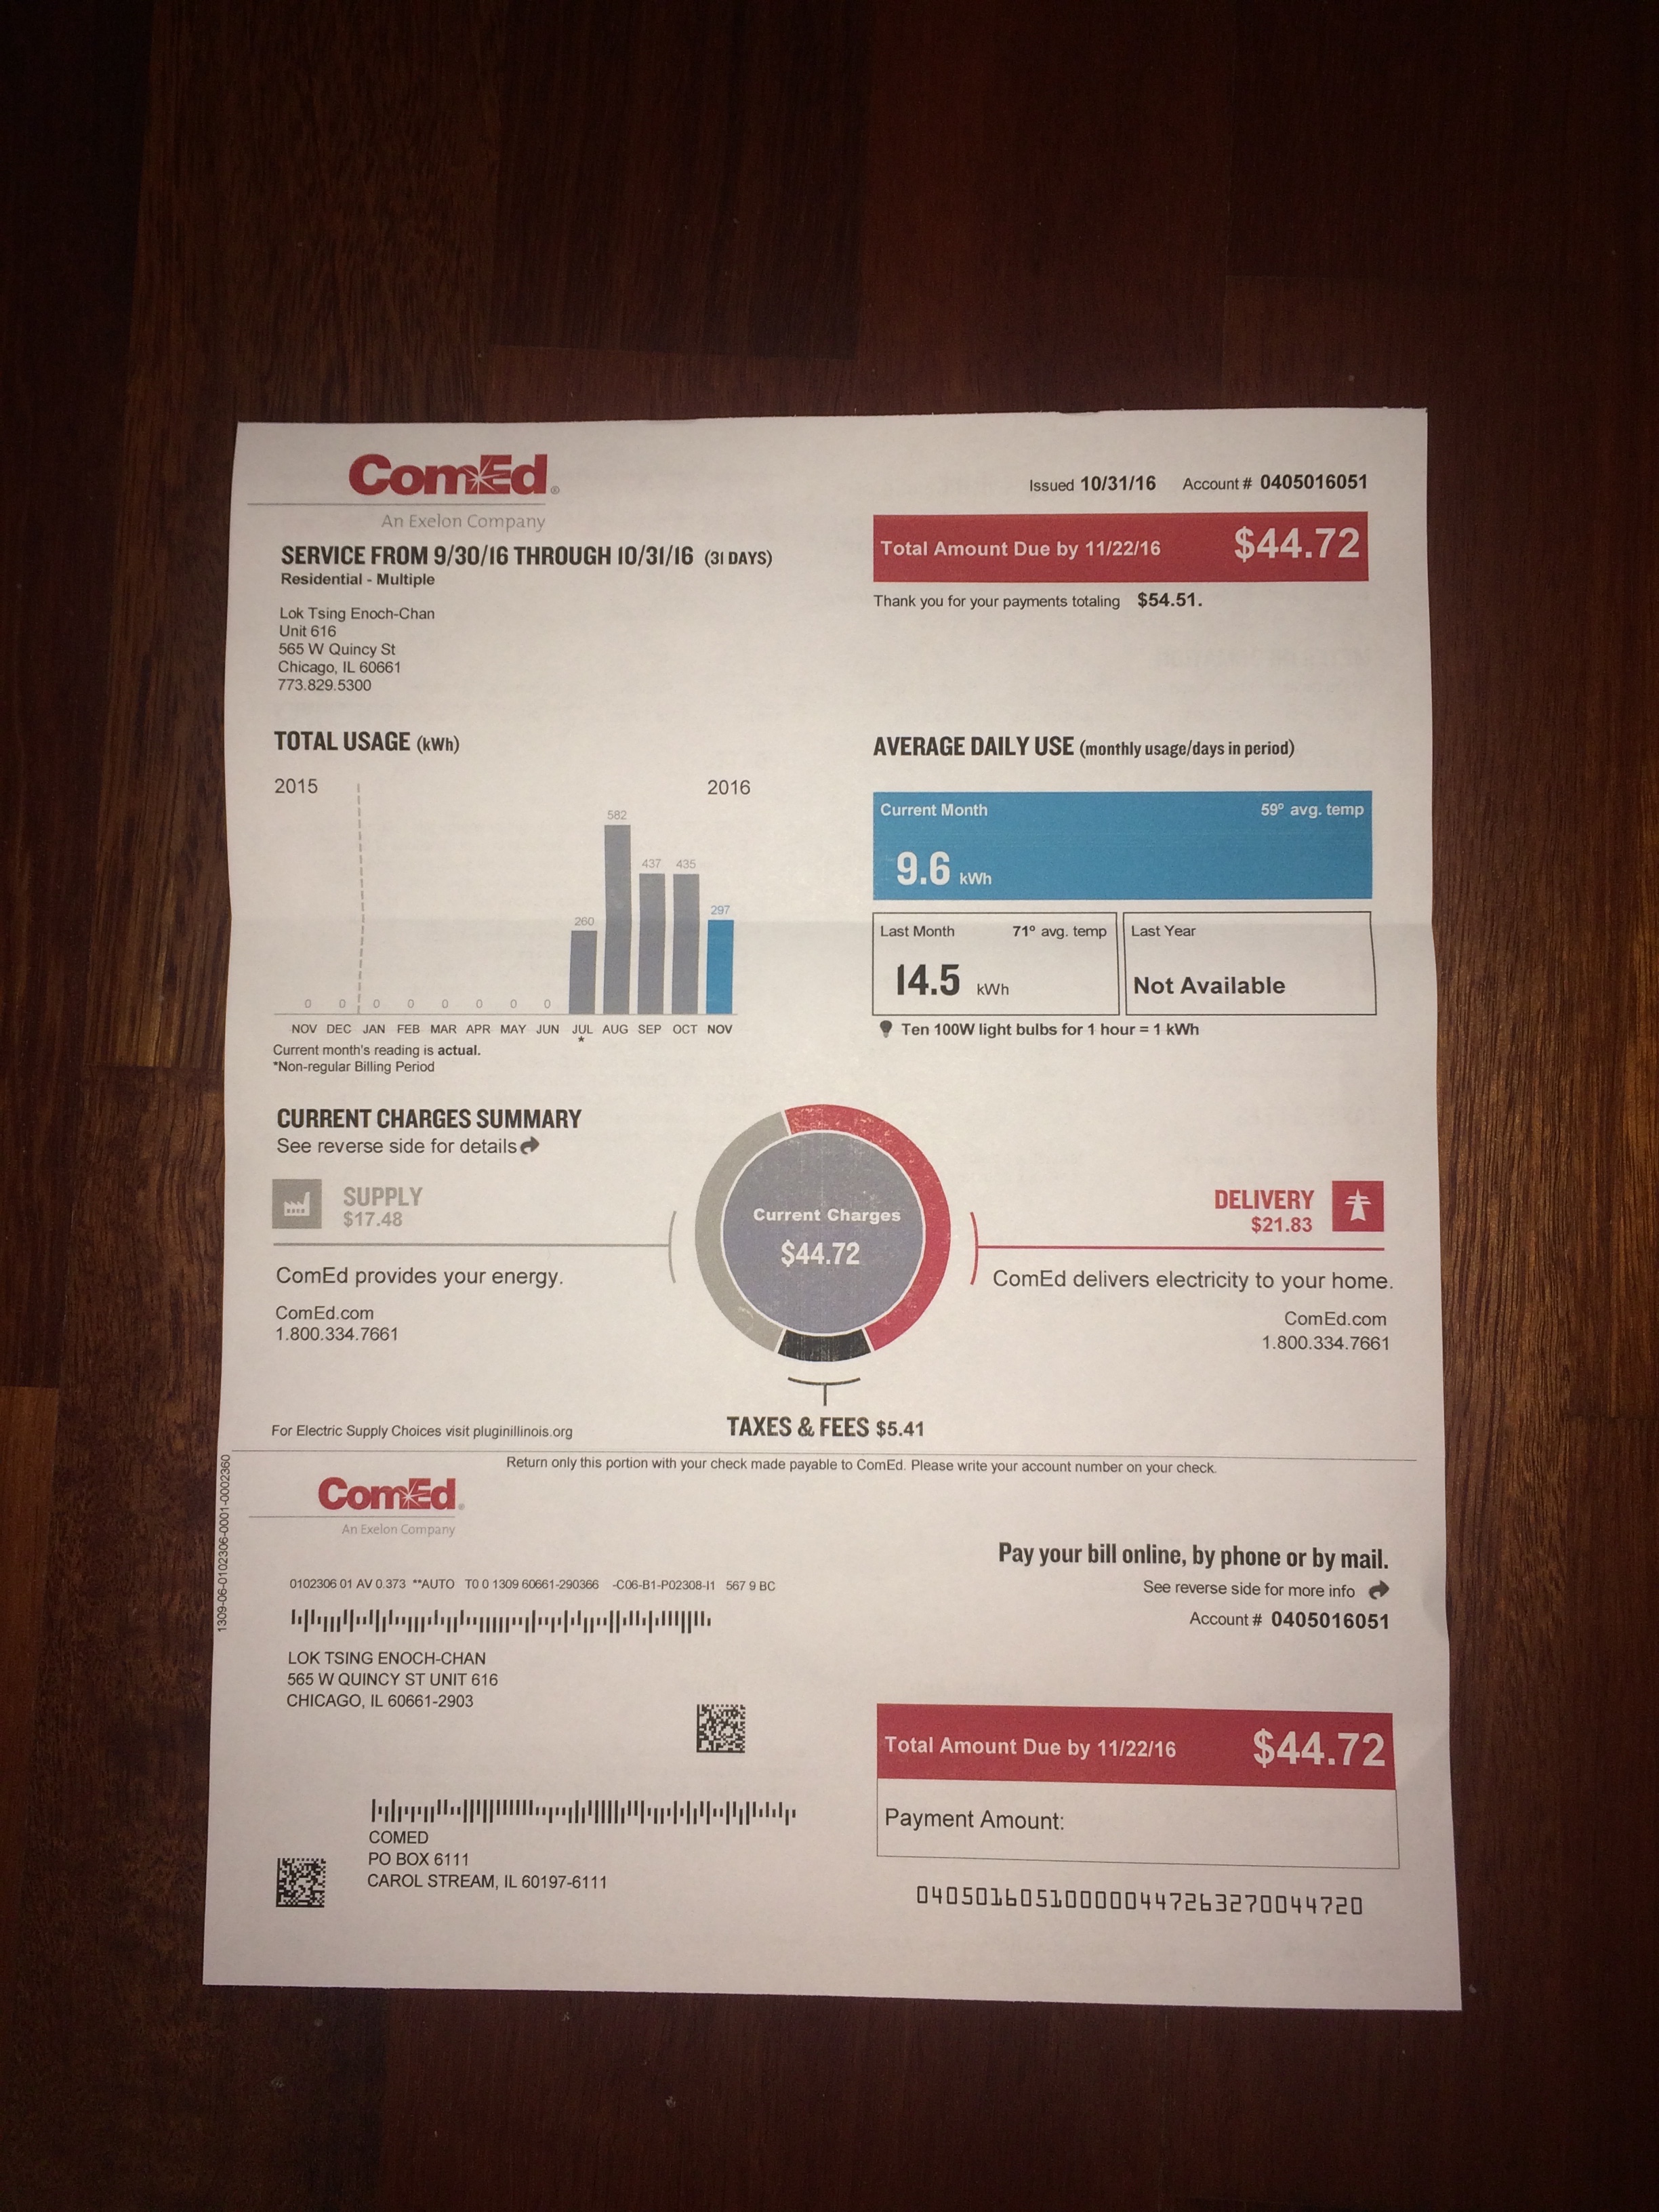 ComEd®
An Exelon Company
Issued 10/31/16 Account # 0405016051
Total Amount Due by 11/22/16 $44.72
Thank you for your payments totaling $54.51.
SERVICE FROM 9/30/16 THROUGH 10/31/16 (31 DAYS)
Residential - Multiple
Lok Tsing Enoch-Chan
Unit 616
565 W Quincy St
Chicago, IL 60661
773.829.5300
TOTAL USAGE (kWh)
2015 2016
582
437 435
297
260
0 0 0 0 0 0 0 0
NOV DEC JAN FEB MAR APR MAY JUN JUL AUG SEP OCT NOV
*
Current month's reading is actual.
*Non-regular Billing Period
AVERAGE DAILY USE (monthly usage/days in period)
Current Month 59° avg. temp
9.6 kWh
Last Month 71° avg. temp
14.5 kWh
Last Year
Not Available
Ten 100W light bulbs for 1 hour = 1 kWh
CURRENT CHARGES SUMMARY
See reverse side for details
SUPPLY
$17.48
ComEd provides your energy.
ComEd.com
1.800.334.7661
Current Charges
$44.72
DELIVERY
$21.83
ComEd delivers electricity to your home.
ComEd.com
1.800.334.7661
TAXES & FEES $5.41
For Electric Supply Choices visit pluginillinois.org
Return only this portion with your check made payable to ComEd. Please write your account number on your check.
1309-06-0102306-0001-0002360
ComEd®
An Exelon Company
Pay your bill online, by phone or by mail.
See reverse side for more info
Account # 0405016051
0102306 01 AV 0.373 **AUTO T0 0 1309 60661-290366 -C06-B1-P02308-I1 567 9 BC
LOK TSING ENOCH-CHAN
565 W QUINCY ST UNIT 616
CHICAGO, IL 60661-2903
Total Amount Due by 11/22/16 $44.72
Payment Amount:
COMED
PO BOX 6111
CAROL STREAM, IL 60197-6111
040501605100000447263270044720